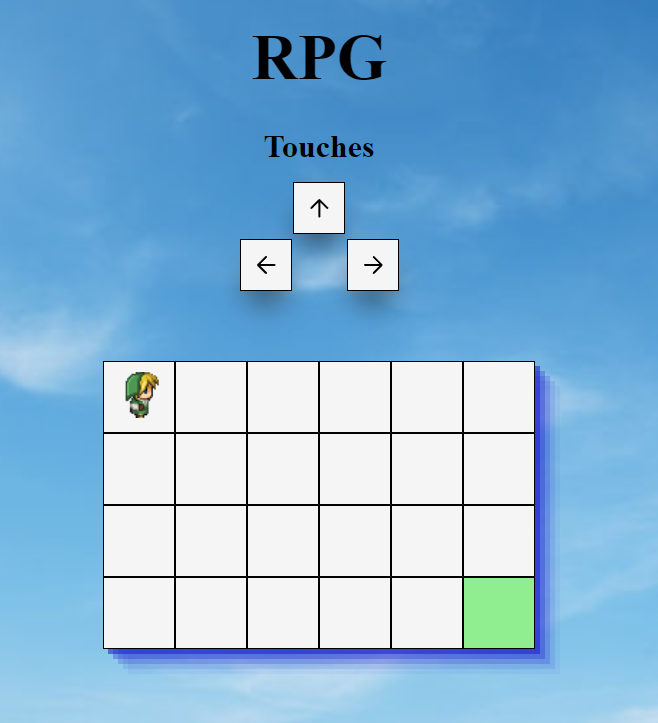 RPG
Touches
↑
← →